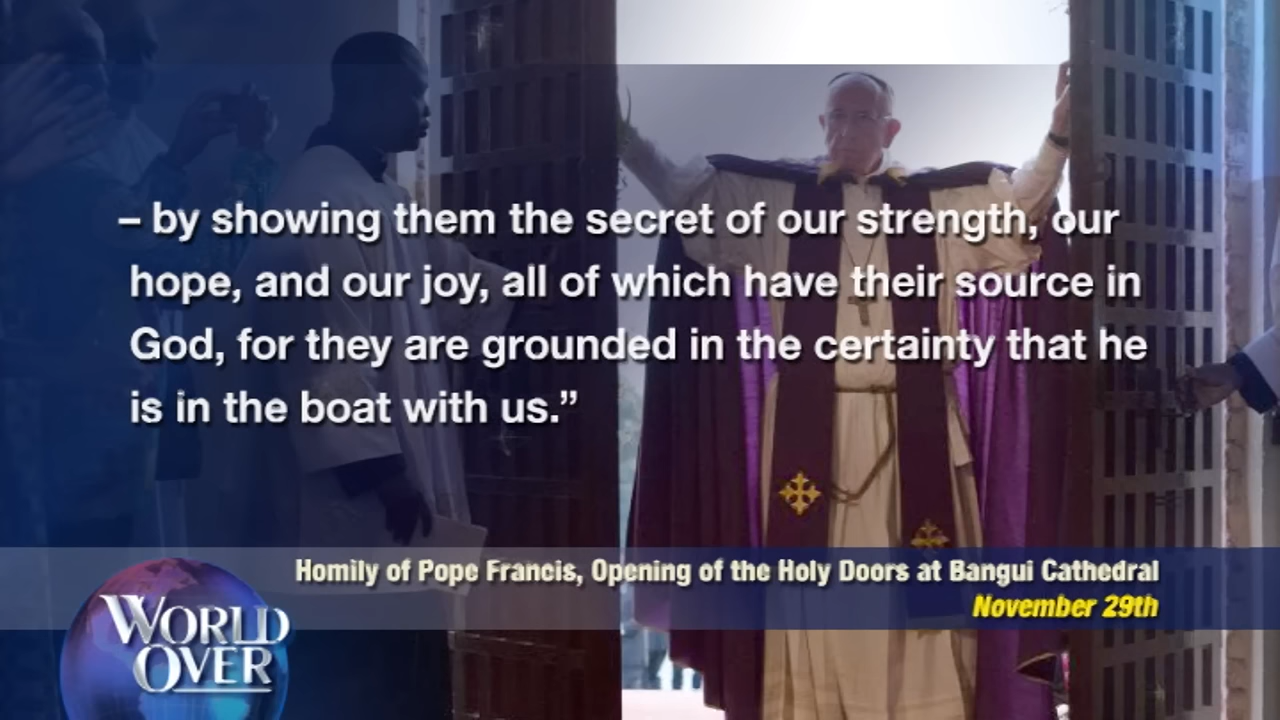 – by showing them the secret of our strength, our
hope, and our joy, all of which have their source in
God, for they are grounded in the certainty that he
is in the boat with us.”
Homily of Pope Francis, Opening of the Holy Doors at Bangui Cathedral
November 29th
WORLD
OVER